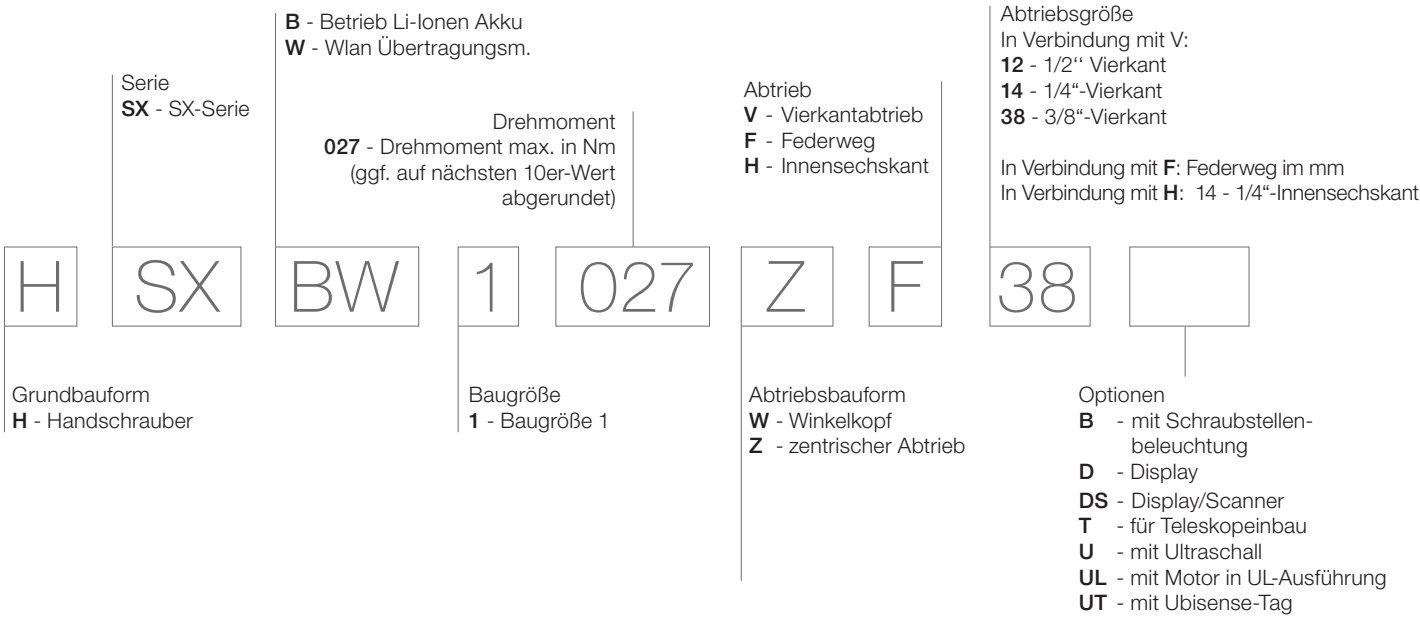 B - Betrieb Li-Ionen Akku
W - Wlan Übertragungsm.
Abtriebsgröße
In Verbindung mit V:
12 - 1/2‘‘ Vierkant
14 - 1/4“-Vierkant
38 - 3/8“-Vierkant
In Verbindung mit F: Federweg im mm
In Verbindung mit H: 14 - 1/4“-Innensechskant
Serie
SX - SX-Serie
Drehmoment
027 - Drehmoment max. in Nm
(ggf. auf nächsten 10er-Wert
abgerundet)
Abtrieb
V - Vierkantabtrieb
F - Federweg
H - Innensechskant
H SX BW 1 027 Z F 38
Grundbauform
H - Handschrauber
Baugröße
1 - Baugröße 1
Abtriebsbauform
W - Winkelkopf
Z - zentrischer Abtrieb
Optionen
B - mit Schraubstellen-
beleuchtung
D - Display
DS - Display/Scanner
T - für Teleskopeinbau
U - mit Ultraschall
UL - mit Motor in UL-Ausführung
UT - mit Ubisense-Tag